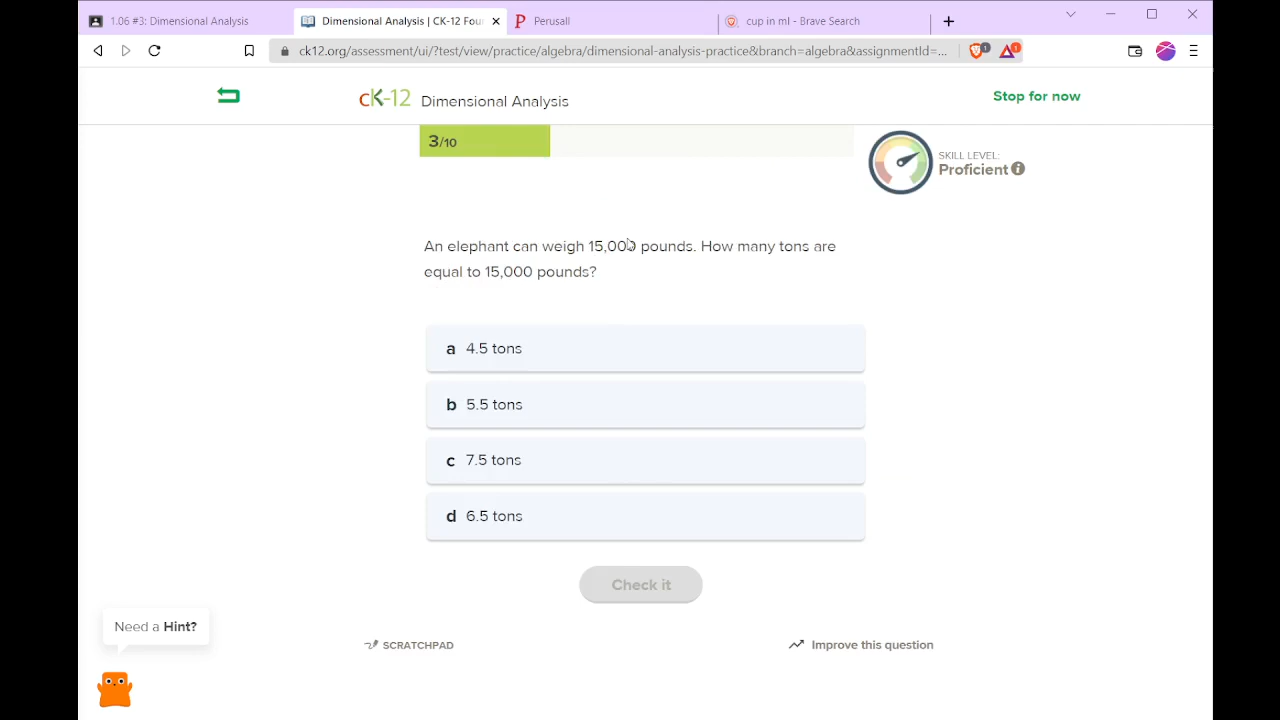 1.06 #3: Dimensional Analysis
Dimensional Analysis | CK-12 Fou
Perusall
cup in ml - Brave Search
ck12.org/assessment/ui/?test/view/practice/algebra/dimensional-analysis-practice&branch=algebra&assignmentId=...
1
1
cK-12 Dimensional Analysis
Stop for now
3/10
SKILL LEVEL:
Proficient
An elephant can weigh 15,000 pounds. How many tons are
equal to 15,000 pounds?
a 4.5 tons
b 5.5 tons
c 7.5 tons
d 6.5 tons
Check it
Need a Hint?
SCRATCHPAD
Improve this question